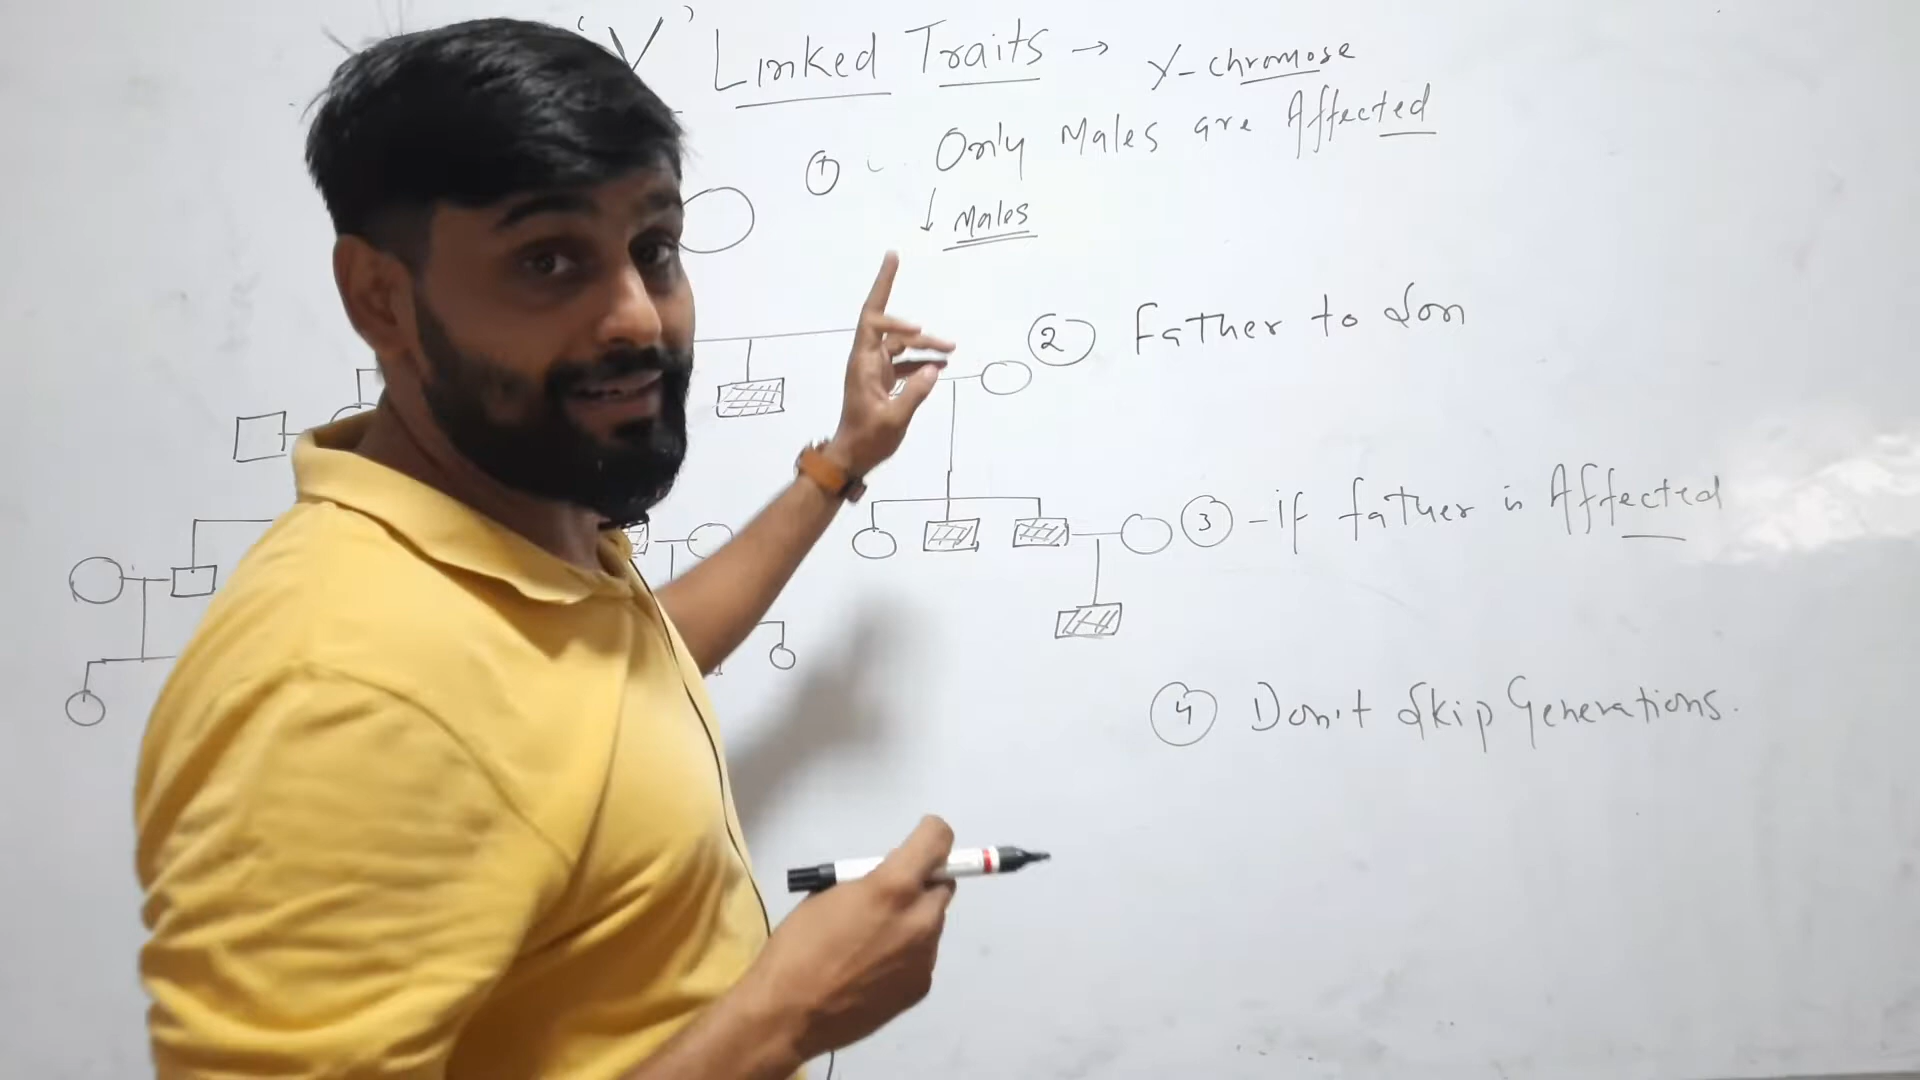 'Y' Linked Traits → Y-chromose
① Only Males are Affected
↓ Males
② Father to Son
③ - if father is Affected
④ Don't Skip Generations.